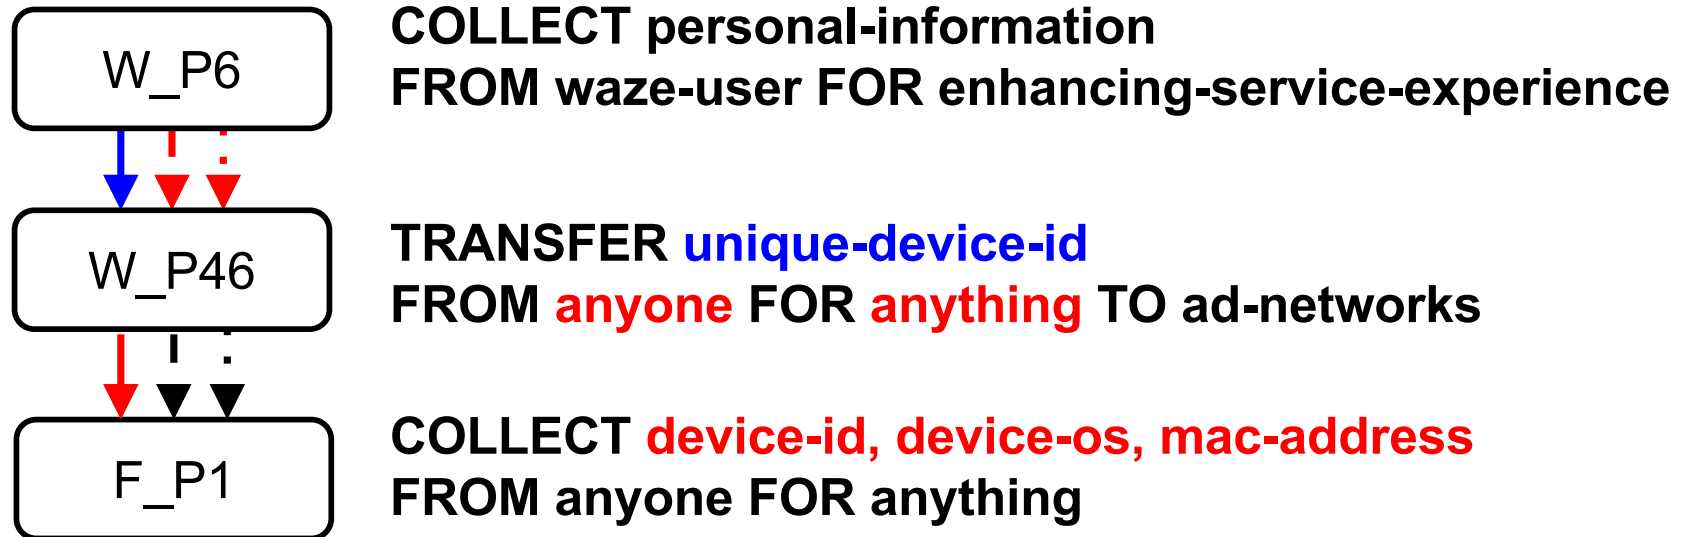 COLLECT personal-information
W_P6
FROM waze-user FOR enhancing-service-experience
TRANSFER unique-device-id
W_P46
FROM anyone FOR anything TO ad-networks
COLLECT device-id, device-os, mac-address
F_P1
FROM anyone FOR anything